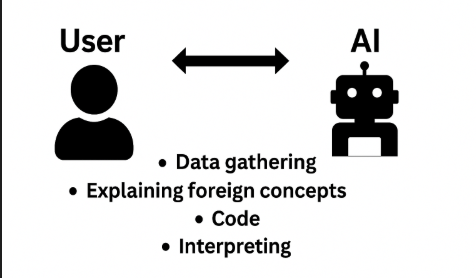 User
AI
• Data gathering
• Explaining foreign concepts
• Code
• Interpreting